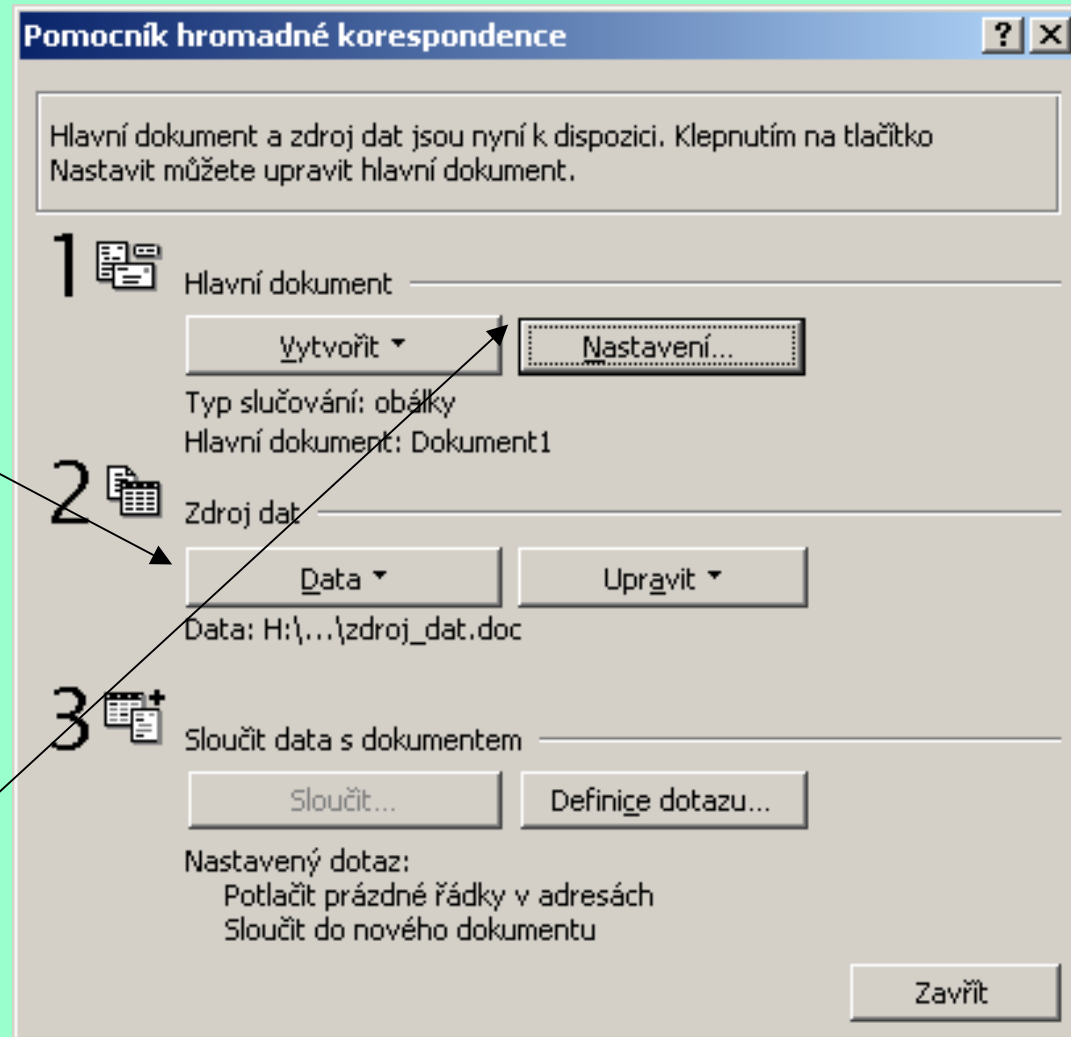 Pomocník hromadné korespondence
Hlavní dokument a zdroj dat jsou nyní k dispozici. Klepnutím na tlačítko
Nastavit můžete upravit hlavní dokument.
1
Hlavní dokument
Vytvořit Nastavení...
Typ slučování: obálky
Hlavní dokument: Dokument1
2
Zdroj dat
Data Upravit
Data: H:\...\zdroj_dat.doc
3
Sloučit data s dokumentem
Sloučit... Definice dotazu...
Nastavený dotaz:
Potlačit prázdné řádky v adresách
Sloučit do nového dokumentu
Zavřít